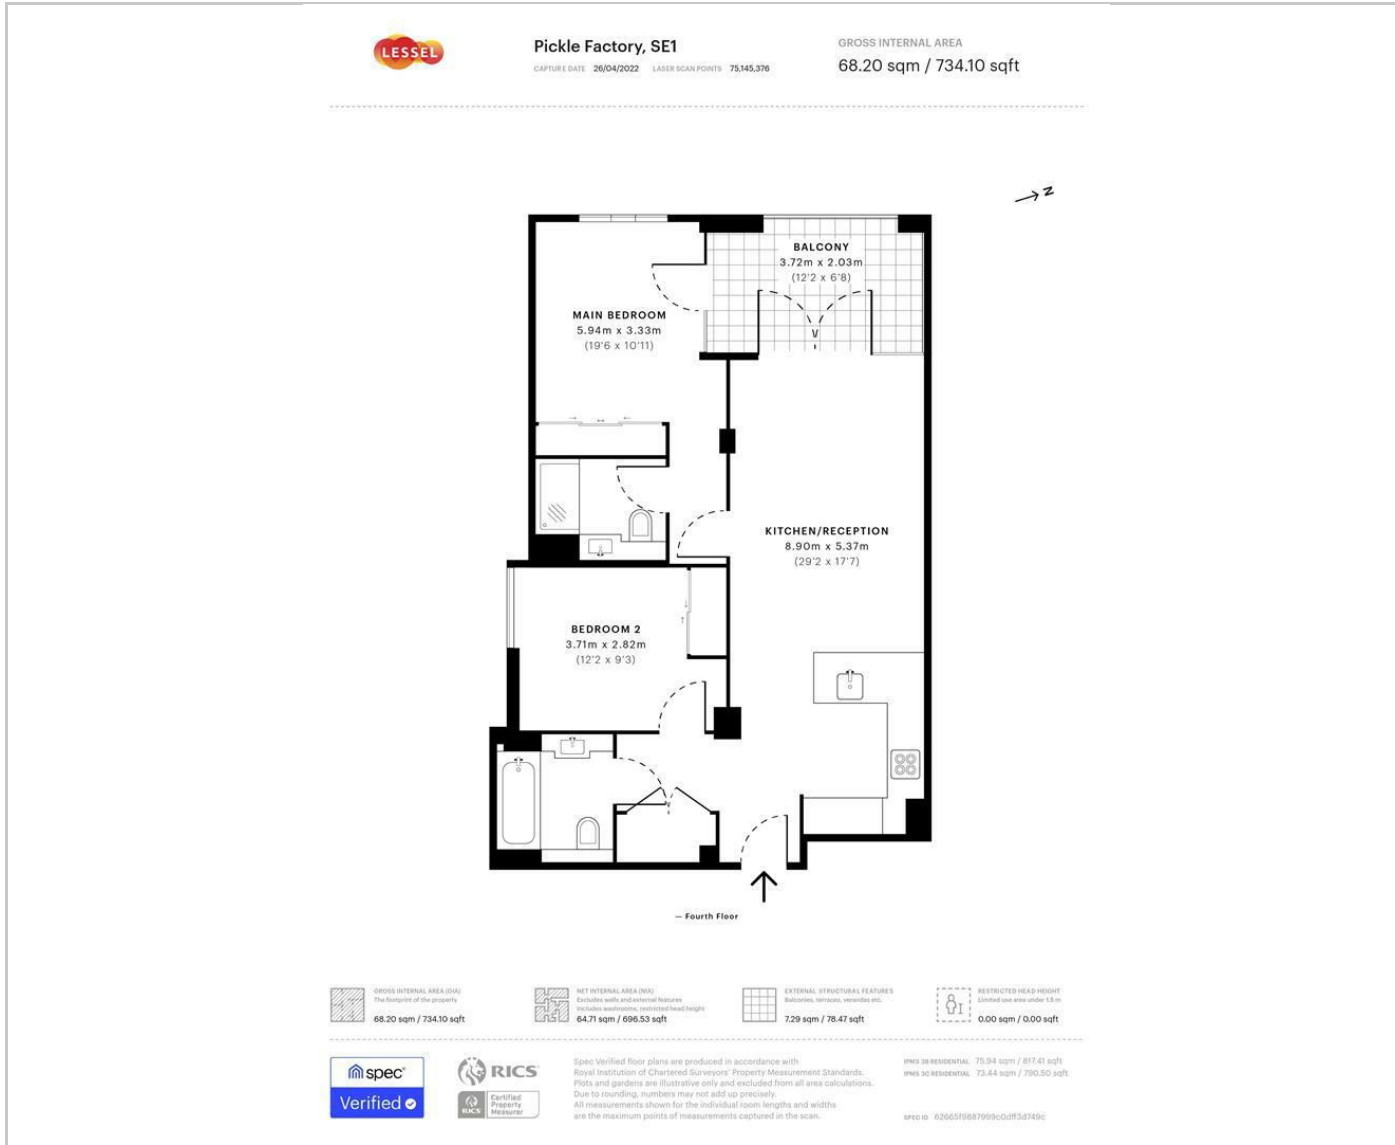 LESSEL
Pickle Factory, SE1
CAPTURE DATE 26/04/2022 LASER SCAN POINTS 75,145,376
GROSS INTERNAL AREA
68.20 sqm / 734.10 sqft
N
BALCONY
3.72m x 2.03m
(12'2 x 6'8)
MAIN BEDROOM
5.94m x 3.33m
(19'6 x 10'11)
KITCHEN/RECEPTION
8.90m x 5.37m
(29'2 x 17'7)
BEDROOM 2
3.71m x 2.82m
(12'2 x 9'3)
— Fourth Floor
GROSS INTERNAL AREA (GIA)
The footprint of the property
68.20 sqm / 734.10 sqft
NET INTERNAL AREA (NIA)
Excludes walls and external features
Includes washrooms, restricted head height
64.71 sqm / 696.53 sqft
EXTERNAL STRUCTURAL FEATURES
Balconies, terraces, verandas etc.
7.29 sqm / 78.47 sqft
RESTRICTED HEAD HEIGHT
Limited use area under 1.5 m
0.00 sqm / 0.00 sqft
spec
Verified
RICS
RICS
Certified
Property
Measurer
Spec Verified floor plans are produced in accordance with
Royal Institution of Chartered Surveyors' Property Measurement Standards.
Plots and gardens are illustrative only and excluded from all area calculations.
Due to rounding, numbers may not add up precisely.
All measurements shown for the individual room lengths and widths
are the maximum points of measurements captured in the scan.
IPMS 3B RESIDENTIAL 75.94 sqm / 817.41 sqft
IPMS 3C RESIDENTIAL 73.44 sqm / 790.50 sqft
SPEC ID 62665f9887999c0dff3d749c